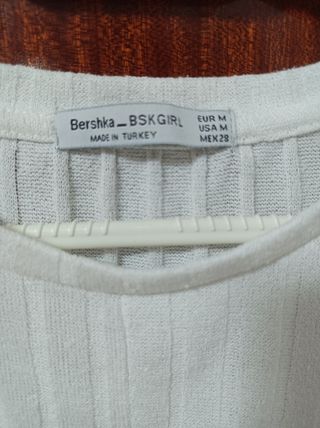 Bershka_BSKGIRL
MADE IN TURKEY
EUR M
USA M
MEX 28